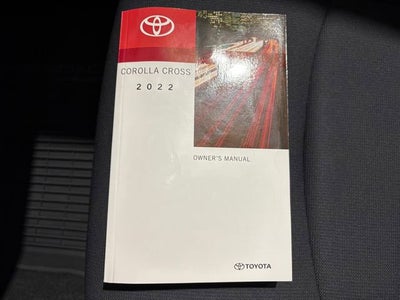 COROLLA CROSS
2022
OWNER'S MANUAL
TOYOTA